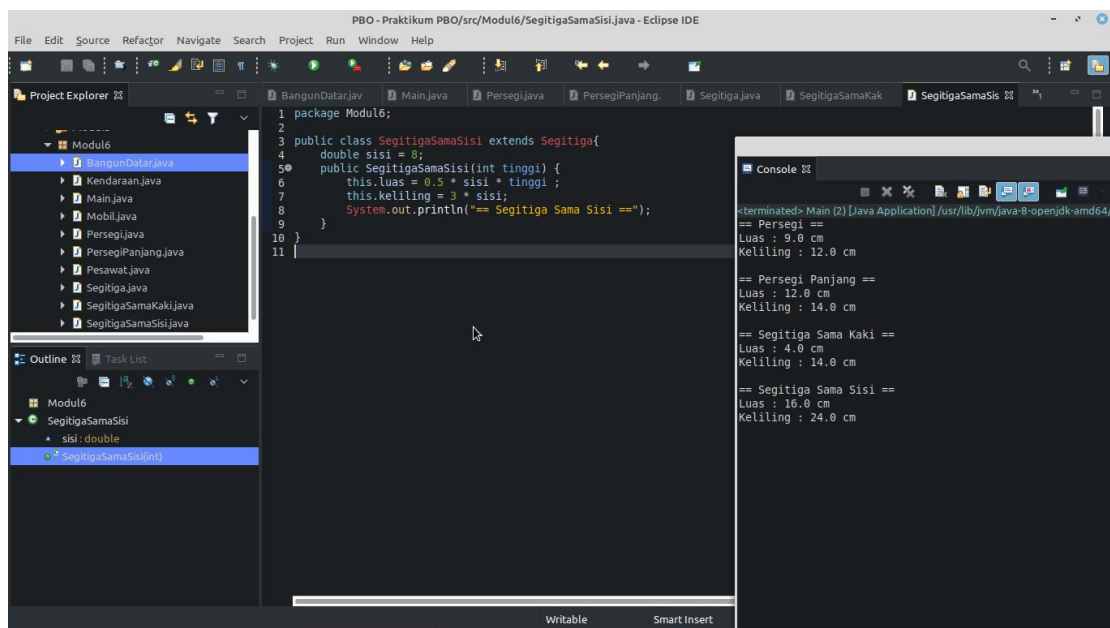 PBO - Praktikum PBO/src/Modul6/SegitigaSamaSisi.java - Eclipse IDE
File Edit Source Refactor Navigate Search Project Run Window Help
Project Explorer
Modul6
BangunDatar.java
Kendaraan.java
Main.java
Mobil.java
Persegi.java
PersegiPanjang.java
Pesawat.java
Segitiga.java
SegitigaSamaKaki.java
SegitigaSamaSisi.java
Outline Task List
Modul6
SegitigaSamaSisi
sisi : double
SegitigaSamaSisi(int)
BangunDatar.jav Main.java Persegi.java PersegiPanjang. Segitiga.java SegitigaSamaKak SegitigaSamaSis
1 package Modul6;
2
3 public class SegitigaSamaSisi extends Segitiga{
4 double sisi = 8;
5 public SegitigaSamaSisi(int tinggi) {
6 this.luas = 0.5 * sisi * tinggi ;
7 this.keliling = 3 * sisi;
8 System.out.println("== Segitiga Sama Sisi ==");
9 }
10 }
11
Console
<terminated> Main (2) [Java Application] /usr/lib/jvm/java-8-openjdk-amd64/
== Persegi ==
Luas : 9.0 cm
Keliling : 12.0 cm
== Persegi Panjang ==
Luas : 12.0 cm
Keliling : 14.0 cm
== Segitiga Sama Kaki ==
Luas : 4.0 cm
Keliling : 14.0 cm
== Segitiga Sama Sisi ==
Luas : 16.0 cm
Keliling : 24.0 cm
Writable Smart Insert